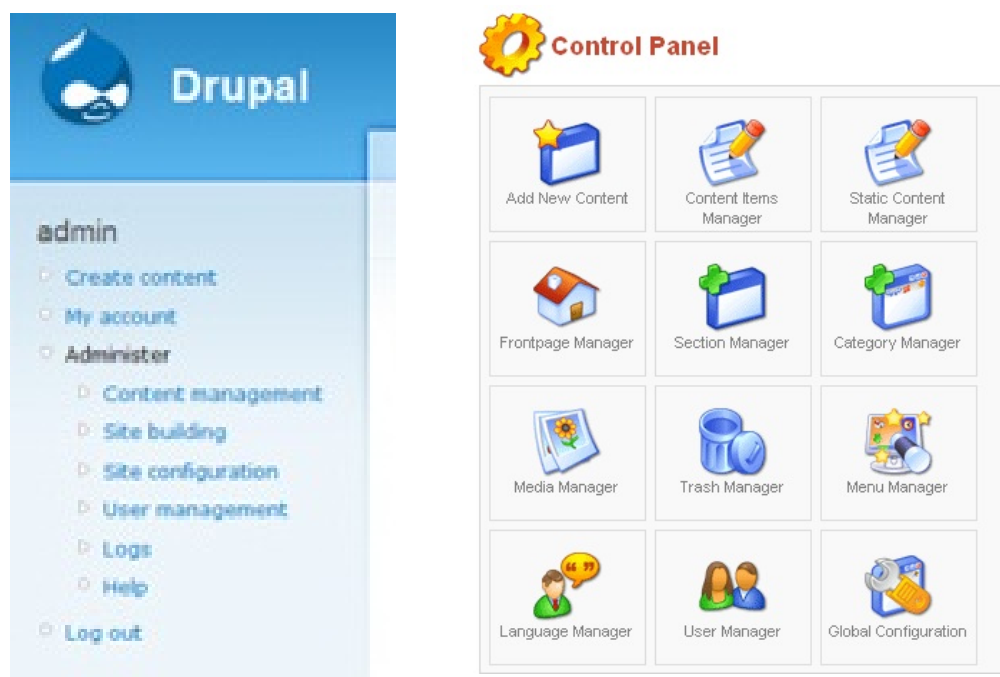 Drupal
admin
Create content
My account
Administer
Content management
Site building
Site configuration
User management
Logs
Help
Log out
Control Panel
Add New Content
Content Items
Manager
Static Content
Manager
Frontpage Manager
Section Manager
Category Manager
Media Manager
Trash Manager
Menu Manager
Language Manager
User Manager
Global Configuration